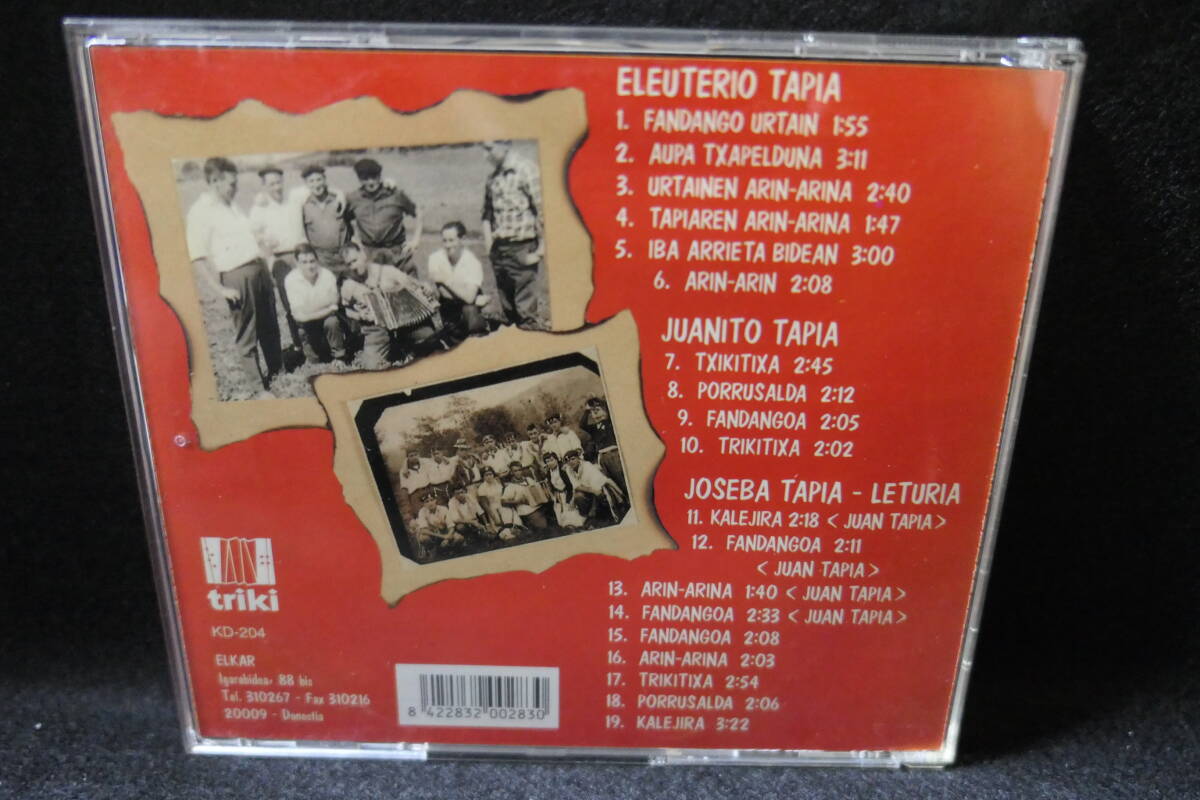 ELEUTERIO TAPIA
1. FANDANGO URTAIN 1:55
2. AUPA TXAPELDUNA 3:11
3. URTAINEN ARIN-ARINA 2:40
4. TAPIAREN ARIN-ARINA 1:47
5. IBA ARRIETA BIDEAN 3:00
6. ARIN-ARIN 2:08
JUANITO TAPIA
7. TXIKITIXA 2:45
8. PORRUSALDA 2:12
9. FANDANGOA 2:05
10. TRIKITIXA 2:02
JOSEBA TAPIA - LETURIA
11. KALEJIRA 2:18 < JUAN TAPIA >
12. FANDANGOA 2:11
< JUAN TAPIA >
13. ARIN-ARINA 1:40 < JUAN TAPIA >
14. FANDANGOA 2:33 < JUAN TAPIA >
15. FANDANGOA 2:08
16. ARIN-ARINA 2:03
17. TRIKITIXA 2:54
18. PORRUSALDA 2:06
19. KALEJIRA 3:22
triki
KD-204
ELKAR
Igarabidea, 88 bis
Tel. 310267 - Fax 310216
20009 - Donostia
8 422832 002830